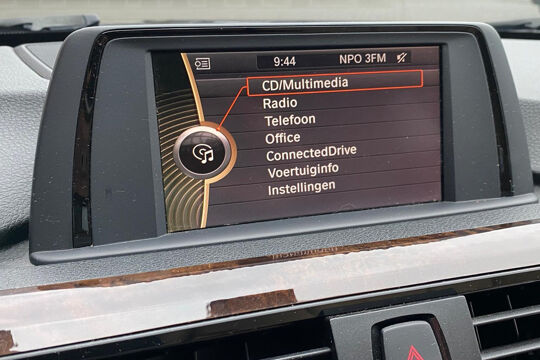 9:44 NPO 3FM
CD/Multimedia
Radio
Telefoon
Office
ConnectedDrive
Voertuiginfo
Instellingen